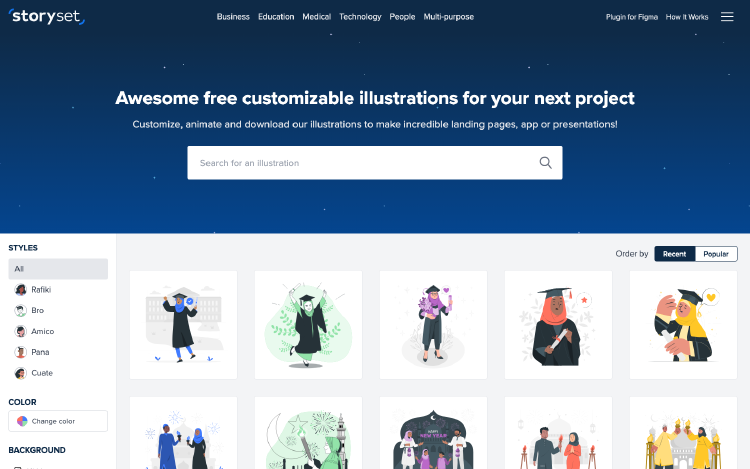 storyset
Business Education Medical Technology People Multi-purpose
Plugin for Figma How It Works
Awesome free customizable illustrations for your next project
Customize, animate and download our illustrations to make incredible landing pages, app or presentations!
Search for an illustration
STYLES
All
Rafiki
Bro
Amico
Pana
Cuate
COLOR
Change color
BACKGROUND
Order by Recent Popular
HAPPY
NEW YEAR